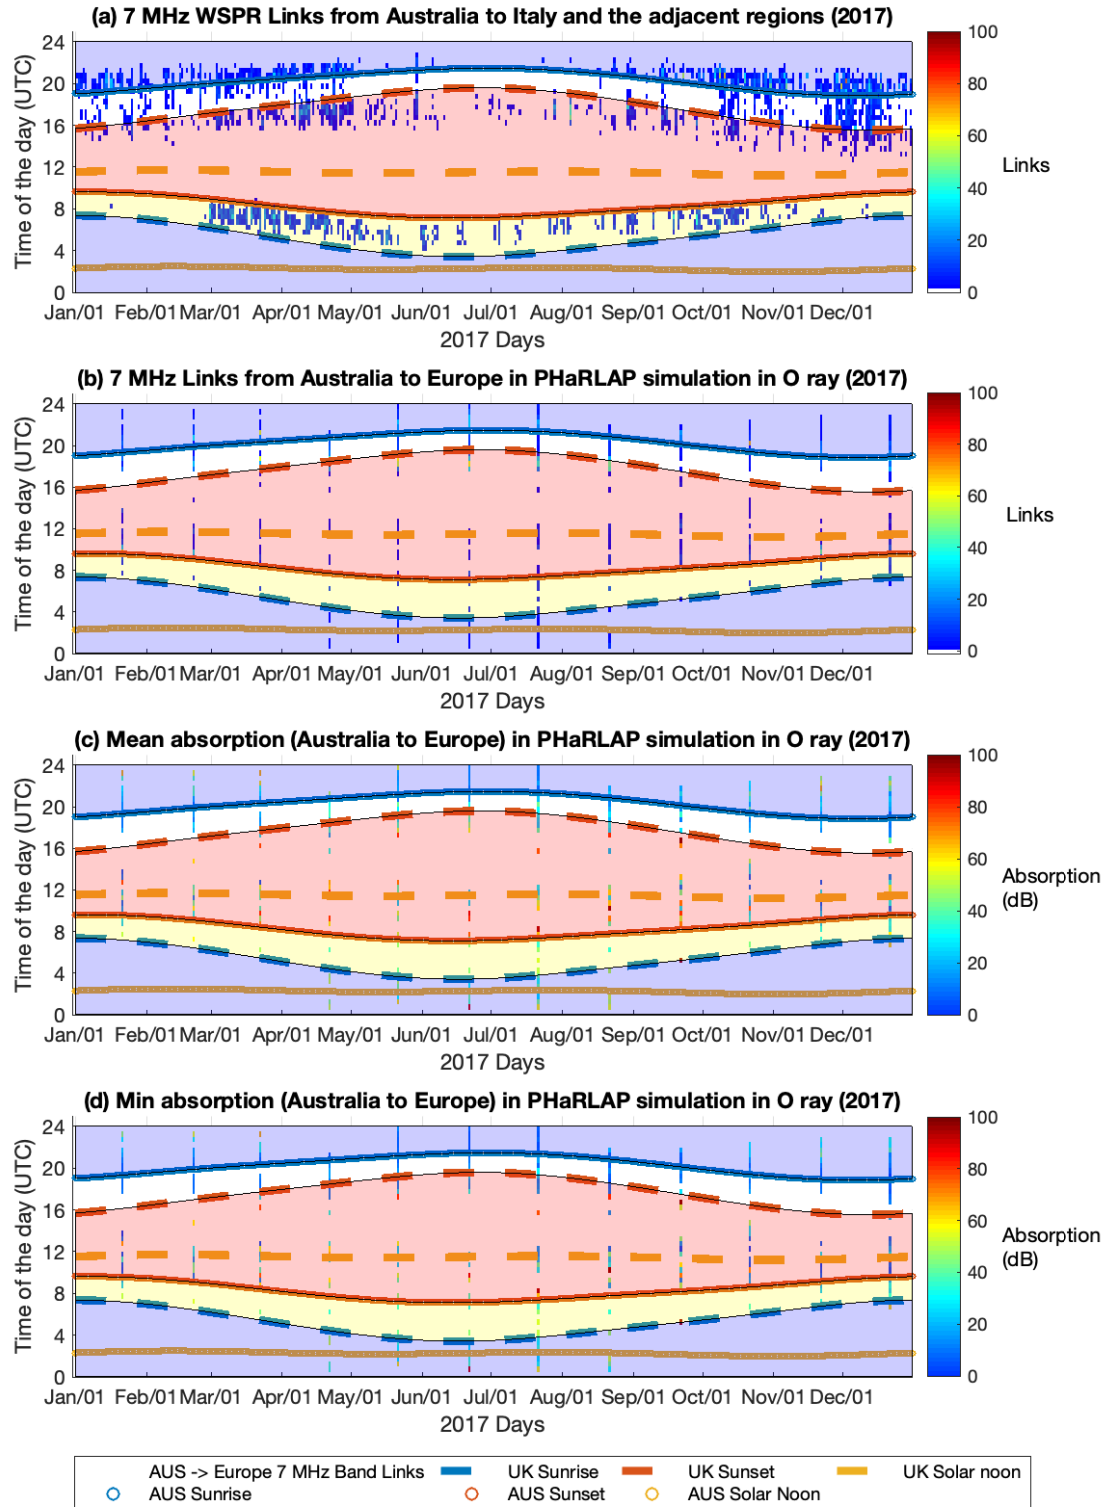 (a) 7 MHz WSPR Links from Australia to Italy and the adjacent regions (2017)
Time of the day (UTC)
24
20
16
12
8
4
0
Jan/01 Feb/01 Mar/01 Apr/01 May/01 Jun/01 Jul/01 Aug/01 Sep/01 Oct/01 Nov/01 Dec/01
2017 Days
100
80
60
40
20
0
Links
(b) 7 MHz Links from Australia to Europe in PHaRLAP simulation in O ray (2017)
Time of the day (UTC)
24
20
16
12
8
4
0
Jan/01 Feb/01 Mar/01 Apr/01 May/01 Jun/01 Jul/01 Aug/01 Sep/01 Oct/01 Nov/01 Dec/01
2017 Days
100
80
60
40
20
0
Links
(c) Mean absorption (Australia to Europe) in PHaRLAP simulation in O ray (2017)
Time of the day (UTC)
24
20
16
12
8
4
0
Jan/01 Feb/01 Mar/01 Apr/01 May/01 Jun/01 Jul/01 Aug/01 Sep/01 Oct/01 Nov/01 Dec/01
2017 Days
100
80
60
40
20
0
Absorption
(dB)
(d) Min absorption (Australia to Europe) in PHaRLAP simulation in O ray (2017)
Time of the day (UTC)
24
20
16
12
8
4
0
Jan/01 Feb/01 Mar/01 Apr/01 May/01 Jun/01 Jul/01 Aug/01 Sep/01 Oct/01 Nov/01 Dec/01
2017 Days
100
80
60
40
20
0
Absorption
(dB)
AUS -> Europe 7 MHz Band Links UK Sunrise UK Sunset UK Solar noon
AUS Sunrise AUS Sunset AUS Solar Noon